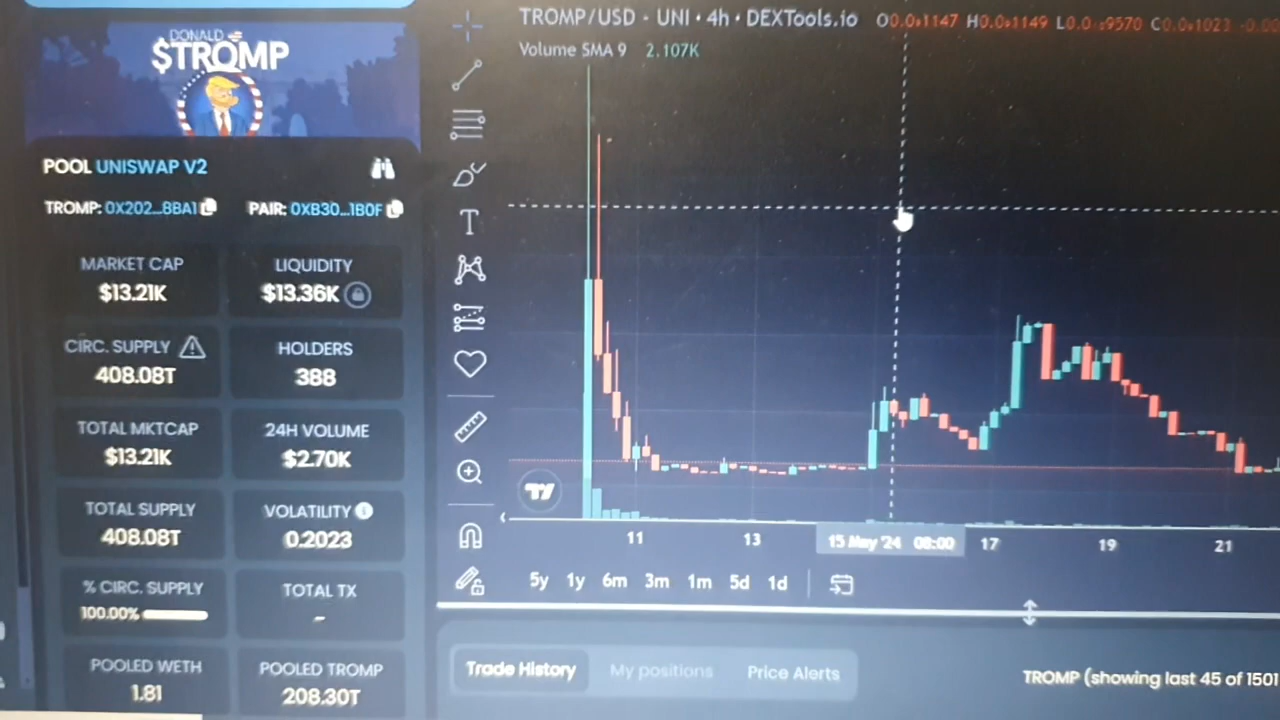 DONALD
$TROMP
POOL UNISWAP V2
TROMP: 0X202...8BA1 PAIR: 0XB30...1B0F
MARKET CAP
$13.21K
LIQUIDITY
$13.36K
CIRC. SUPPLY
408.08T
HOLDERS
388
TOTAL MKTCAP
$13.21K
24H VOLUME
$2.70K
TOTAL SUPPLY
408.08T
VOLATILITY
0.2023
% CIRC. SUPPLY
100.00%
TOTAL TX
-
POOLED WETH
1.81
POOLED TROMP
208.30T
TROMP/USD · UNI · 4h · DEXTools.io
Volume SMA 9 2.107K
11 13 15 May '24 08:00 17 19 21
5y 1y 6m 3m 1m 5d 1d
Trade History My positions Price Alerts
TROMP (showing last 45 of 1501